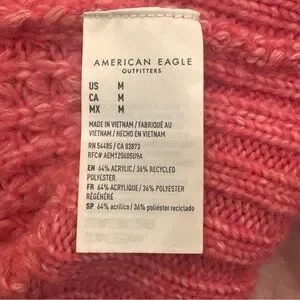 AMERICAN EAGLE
OUTFITTERS
US M
CA M
MX M
MADE IN VIETNAM / FABRIQUÉ AU
VIETNAM / HECHO EN VIETNAM
RN 54485 / CA 03873
RFC# AEM120605U9A
EN 64% ACRYLIC / 36% RECYCLED
POLYESTER
FR 64% ACRYLIQUE / 36% POLYESTER
RÉGÉNÉRÉ
SP 64% acrílico / 36% poliéster reciclado